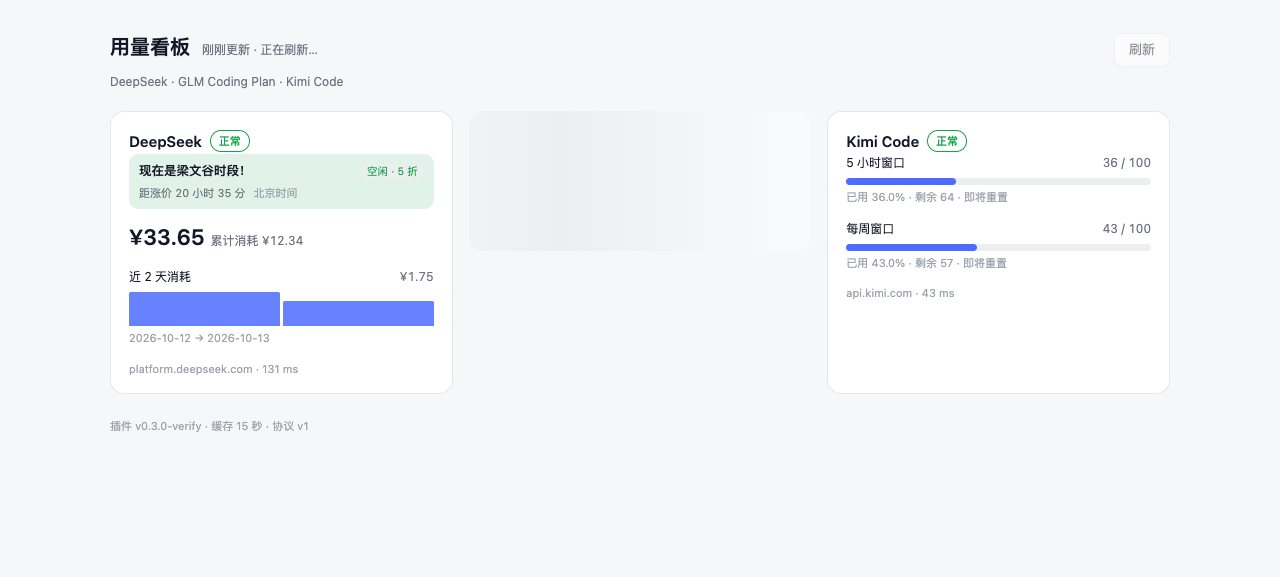 用量看板 刚刚更新 · 正在刷新…
刷新
DeepSeek · GLM Coding Plan · Kimi Code
DeepSeek 正常
现在是梁文谷时段！ 空闲 · 5 折
距涨价 20 小时 35 分 北京时间
¥33.65 累计消耗 ¥12.34
近 2 天消耗 ¥1.75
2026-10-12 → 2026-10-13
platform.deepseek.com · 131 ms
Kimi Code 正常
5 小时窗口 36 / 100
已用 36.0% · 剩余 64 · 即将重置
每周窗口 43 / 100
已用 43.0% · 剩余 57 · 即将重置
api.kimi.com · 43 ms
插件 v0.3.0-verify · 缓存 15 秒 · 协议 v1